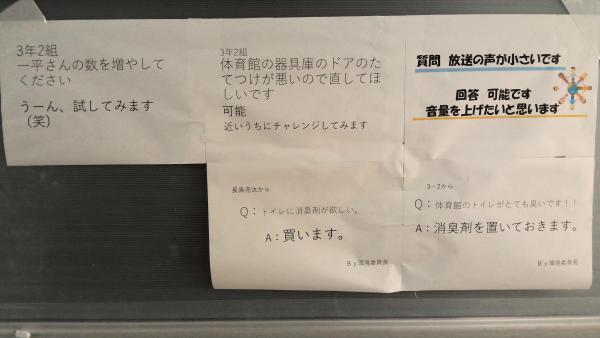 3年2組
一平さんの数を増やして
ください
うーん、試してみます
（笑）
3年2組
体育館の器具庫のドアのた
てつけが悪いので直してほ
しいです
可能
近いうちにチャレンジしてみます
質問 放送の声が小さいです
回答 可能です
音量を上げたいと思います
長島亮汰から
Q：トイレに消臭剤が欲しい。
A：買います。
By環境委員長
3－2から
Q：体育館のトイレがとても臭いです！！
A：消臭剤を置いておきます。
By環境委員長